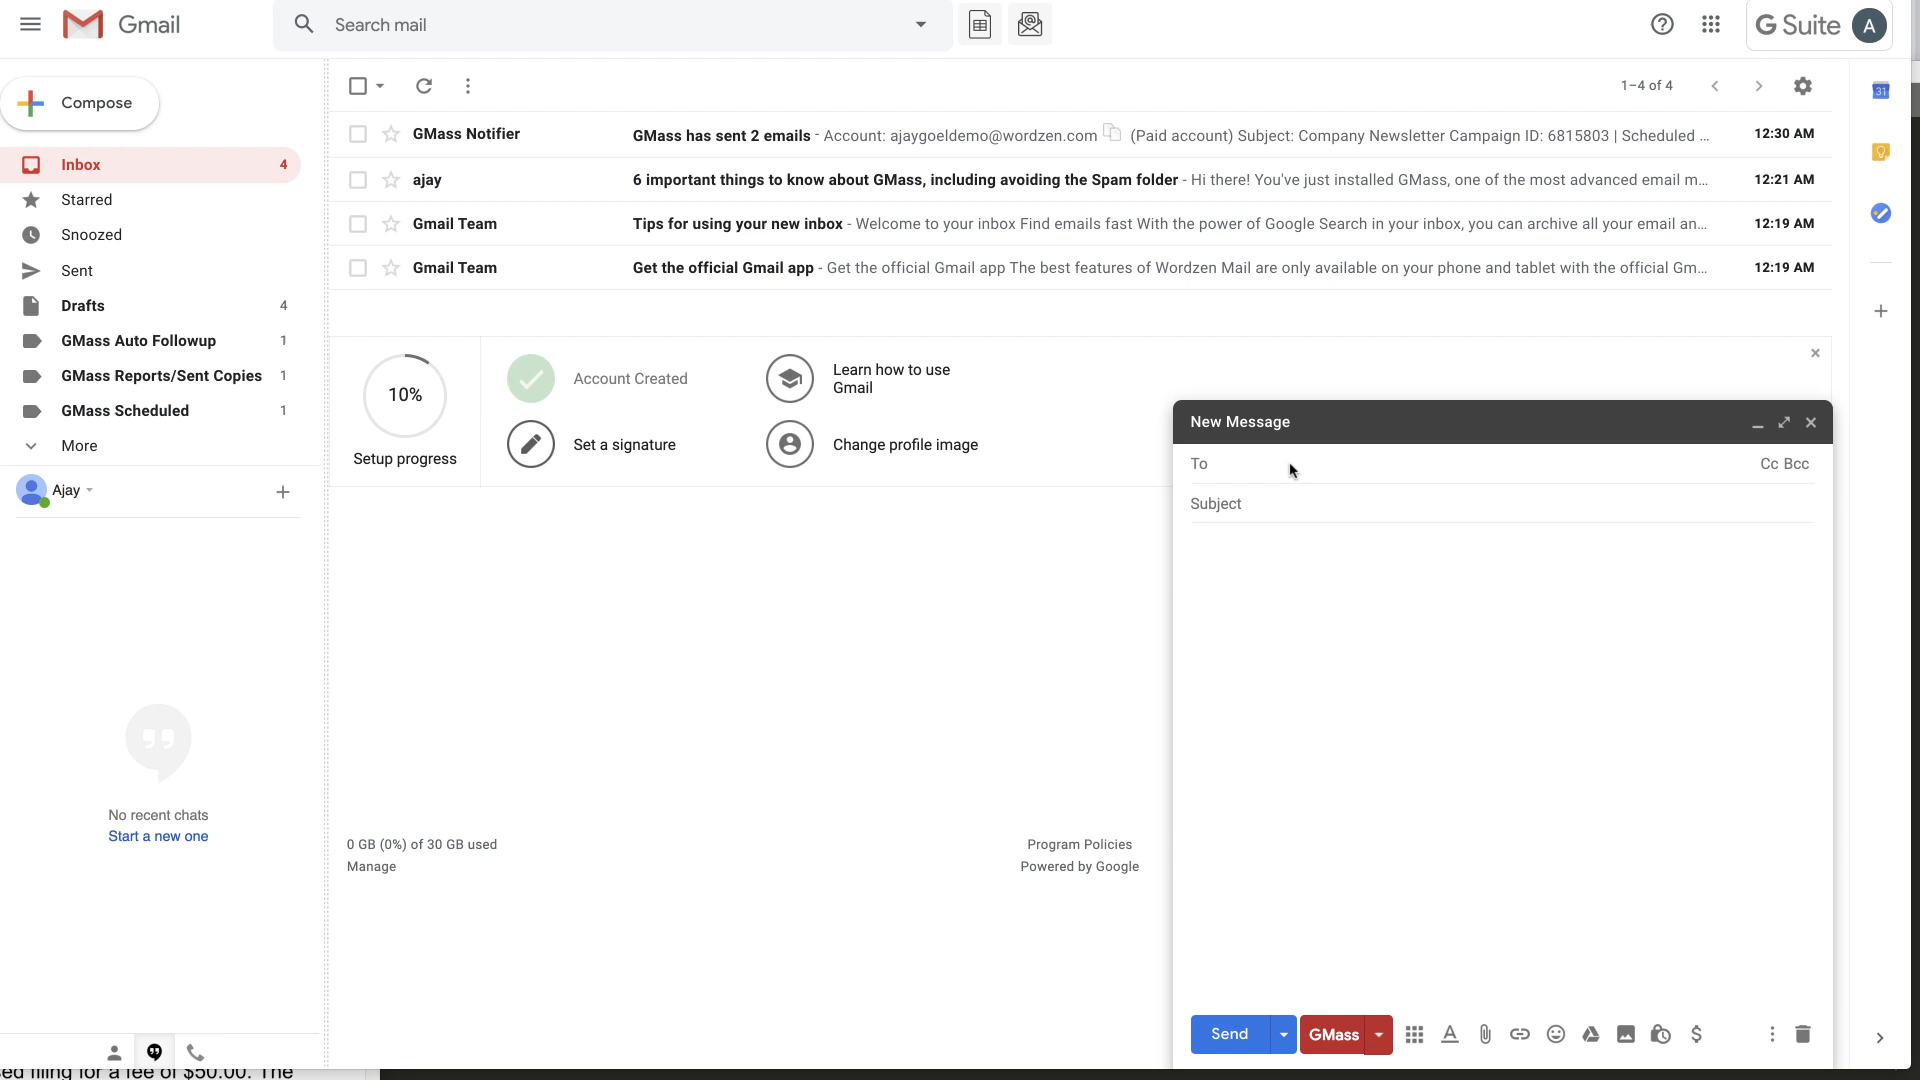 Gmail
Search mail
G Suite
A
Compose
1–4 of 4
31
Inbox 4
Starred
Snoozed
Sent
Drafts 4
GMass Auto Followup 1
GMass Reports/Sent Copies 1
GMass Scheduled 1
More
Ajay
GMass Notifier GMass has sent 2 emails - Account: ajaygoeldemo@wordzen.com (Paid account) Subject: Company Newsletter Campaign ID: 6815803 | Scheduled ... 12:30 AM
ajay 6 important things to know about GMass, including avoiding the Spam folder - Hi there! You've just installed GMass, one of the most advanced email m... 12:21 AM
Gmail Team Tips for using your new inbox - Welcome to your inbox Find emails fast With the power of Google Search in your inbox, you can archive all your email an... 12:19 AM
Gmail Team Get the official Gmail app - Get the official Gmail app The best features of Wordzen Mail are only available on your phone and tablet with the official Gm... 12:19 AM
10%
Setup progress
Account Created
Learn how to use
Gmail
Set a signature
Change profile image
New Message
To Cc Bcc
Subject
No recent chats
Start a new one
0 GB (0%) of 30 GB used
Manage
Program Policies
Powered by Google
Send GMass
filing for a fee of $50.00. The